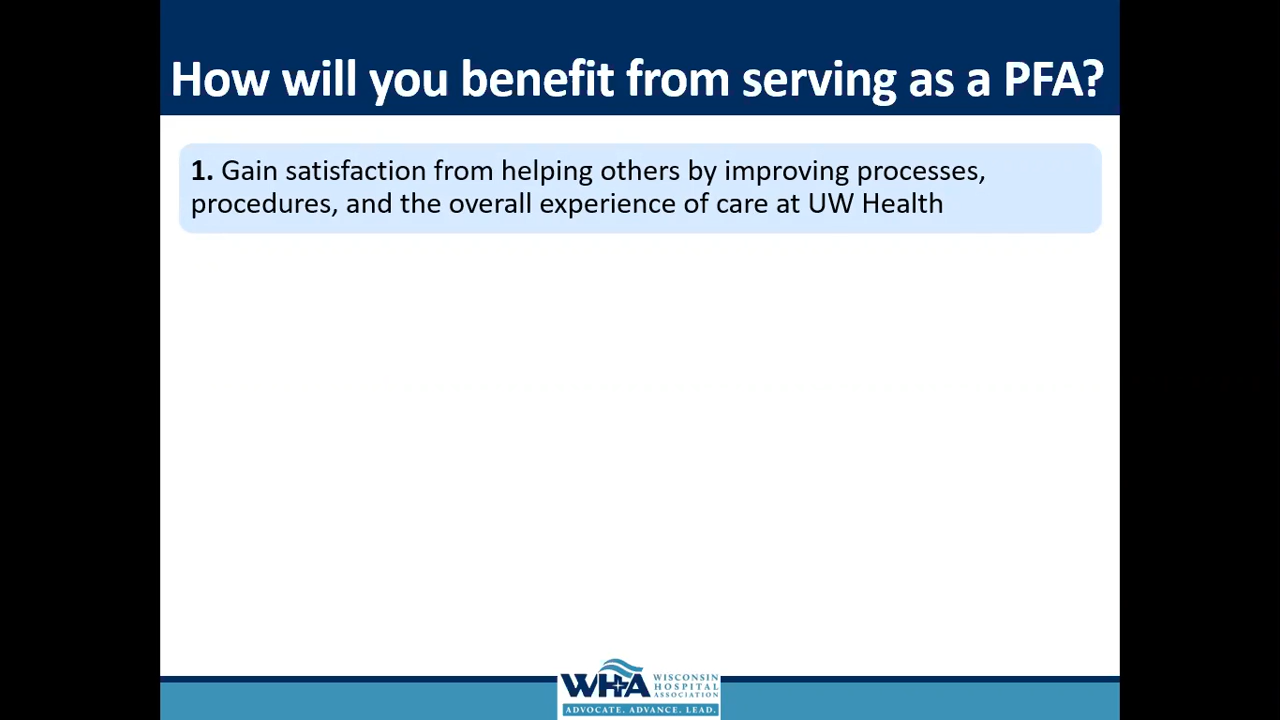 How will you benefit from serving as a PFA?
1. Gain satisfaction from helping others by improving processes,
procedures, and the overall experience of care at UW Health
WHA
WISCONSIN
HOSPITAL
ASSOCIATION
ADVOCATE. ADVANCE. LEAD.